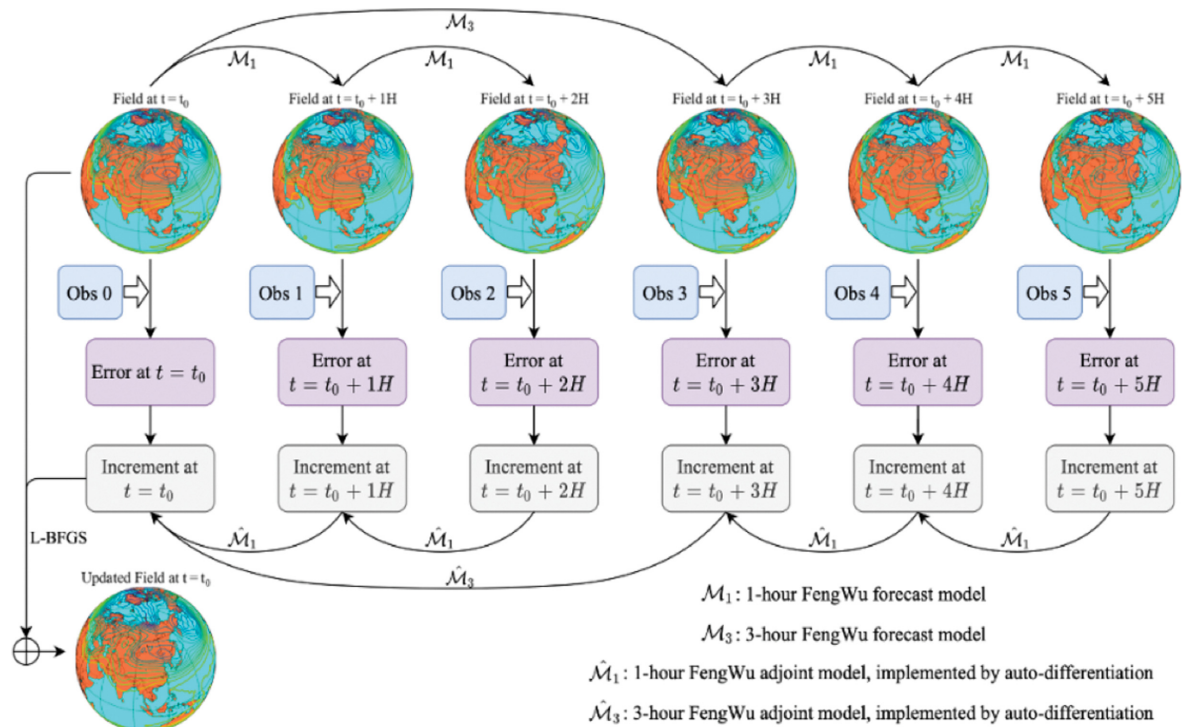 M₃
M₁ M₁ M₁ M₁
Field at t = t₀ Field at t = t₀ + 1H Field at t = t₀ + 2H Field at t = t₀ + 3H Field at t = t₀ + 4H Field at t = t₀ + 5H
Obs 0 Obs 1 Obs 2 Obs 3 Obs 4 Obs 5
Error at t = t₀
Error at
t = t₀ + 1H
Error at
t = t₀ + 2H
Error at
t = t₀ + 3H
Error at
t = t₀ + 4H
Error at
t = t₀ + 5H
Increment at
t = t₀
Increment at
t = t₀ + 1H
Increment at
t = t₀ + 2H
Increment at
t = t₀ + 3H
Increment at
t = t₀ + 4H
Increment at
t = t₀ + 5H
L-BFGS
M̂₁ M̂₁ M̂₁ M̂₁
M̂₃
Updated Field at t = t₀
M₁ : 1-hour FengWu forecast model
M₃ : 3-hour FengWu forecast model
M̂₁ : 1-hour FengWu adjoint model, implemented by auto-differentiation
M̂₃ : 3-hour FengWu adjoint model, implemented by auto-differentiation